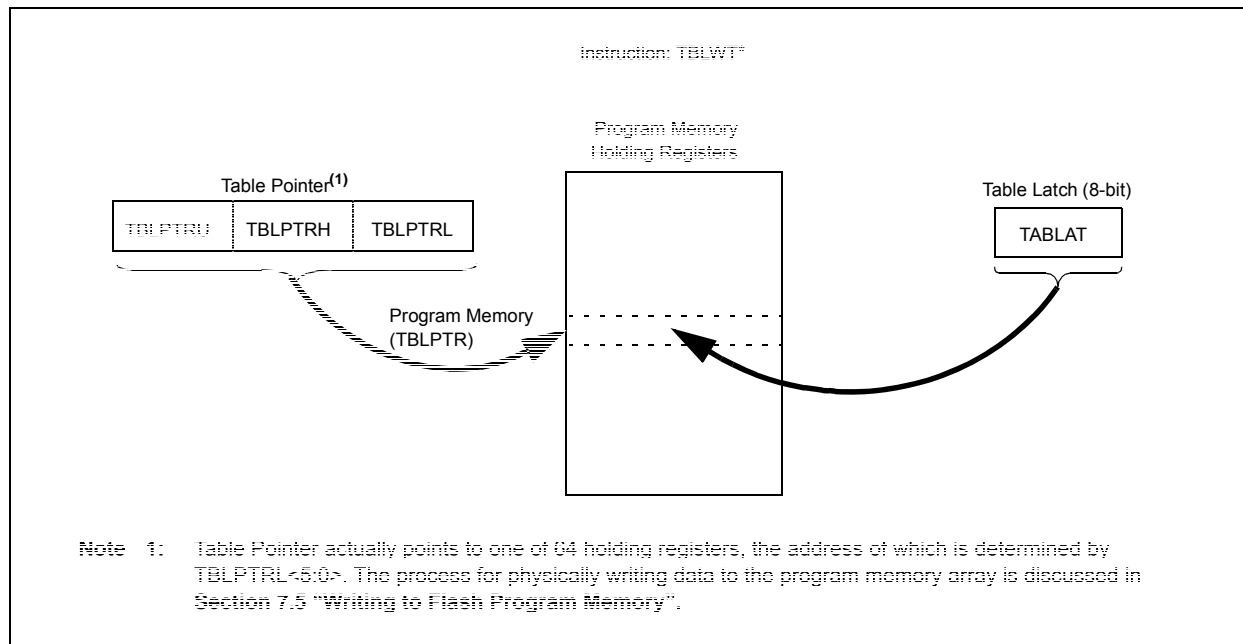 Instruction: TBLWT*
Program Memory
Holding Registers
Table Pointer(1)
Table Latch (8-bit)
TBLPTRU TBLPTRH TBLPTRL
TABLAT
Program Memory
(TBLPTR)
Note 1: Table Pointer actually points to one of 64 holding registers, the address of which is determined by
TBLPTRL<5:0>. The process for physically writing data to the program memory array is discussed in
Section 7.5 "Writing to Flash Program Memory".